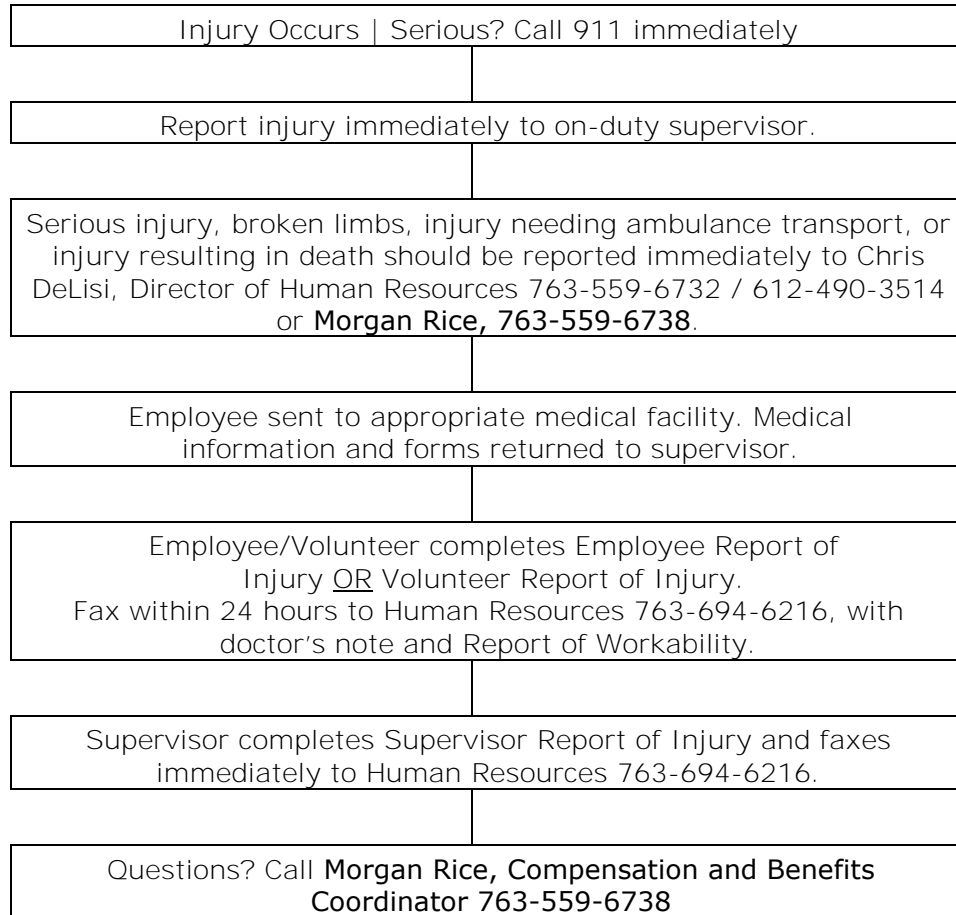 Injury Occurs | Serious? Call 911 immediately
Report injury immediately to on-duty supervisor.
Serious injury, broken limbs, injury needing ambulance transport, or
injury resulting in death should be reported immediately to Chris
DeLisi, Director of Human Resources 763-559-6732 / 612-490-3514
or Morgan Rice, 763-559-6738.
Employee sent to appropriate medical facility. Medical
information and forms returned to supervisor.
Employee/Volunteer completes Employee Report of
Injury OR Volunteer Report of Injury.
Fax within 24 hours to Human Resources 763-694-6216, with
doctor’s note and Report of Workability.
Supervisor completes Supervisor Report of Injury and faxes
immediately to Human Resources 763-694-6216.
Questions? Call Morgan Rice, Compensation and Benefits
Coordinator 763-559-6738